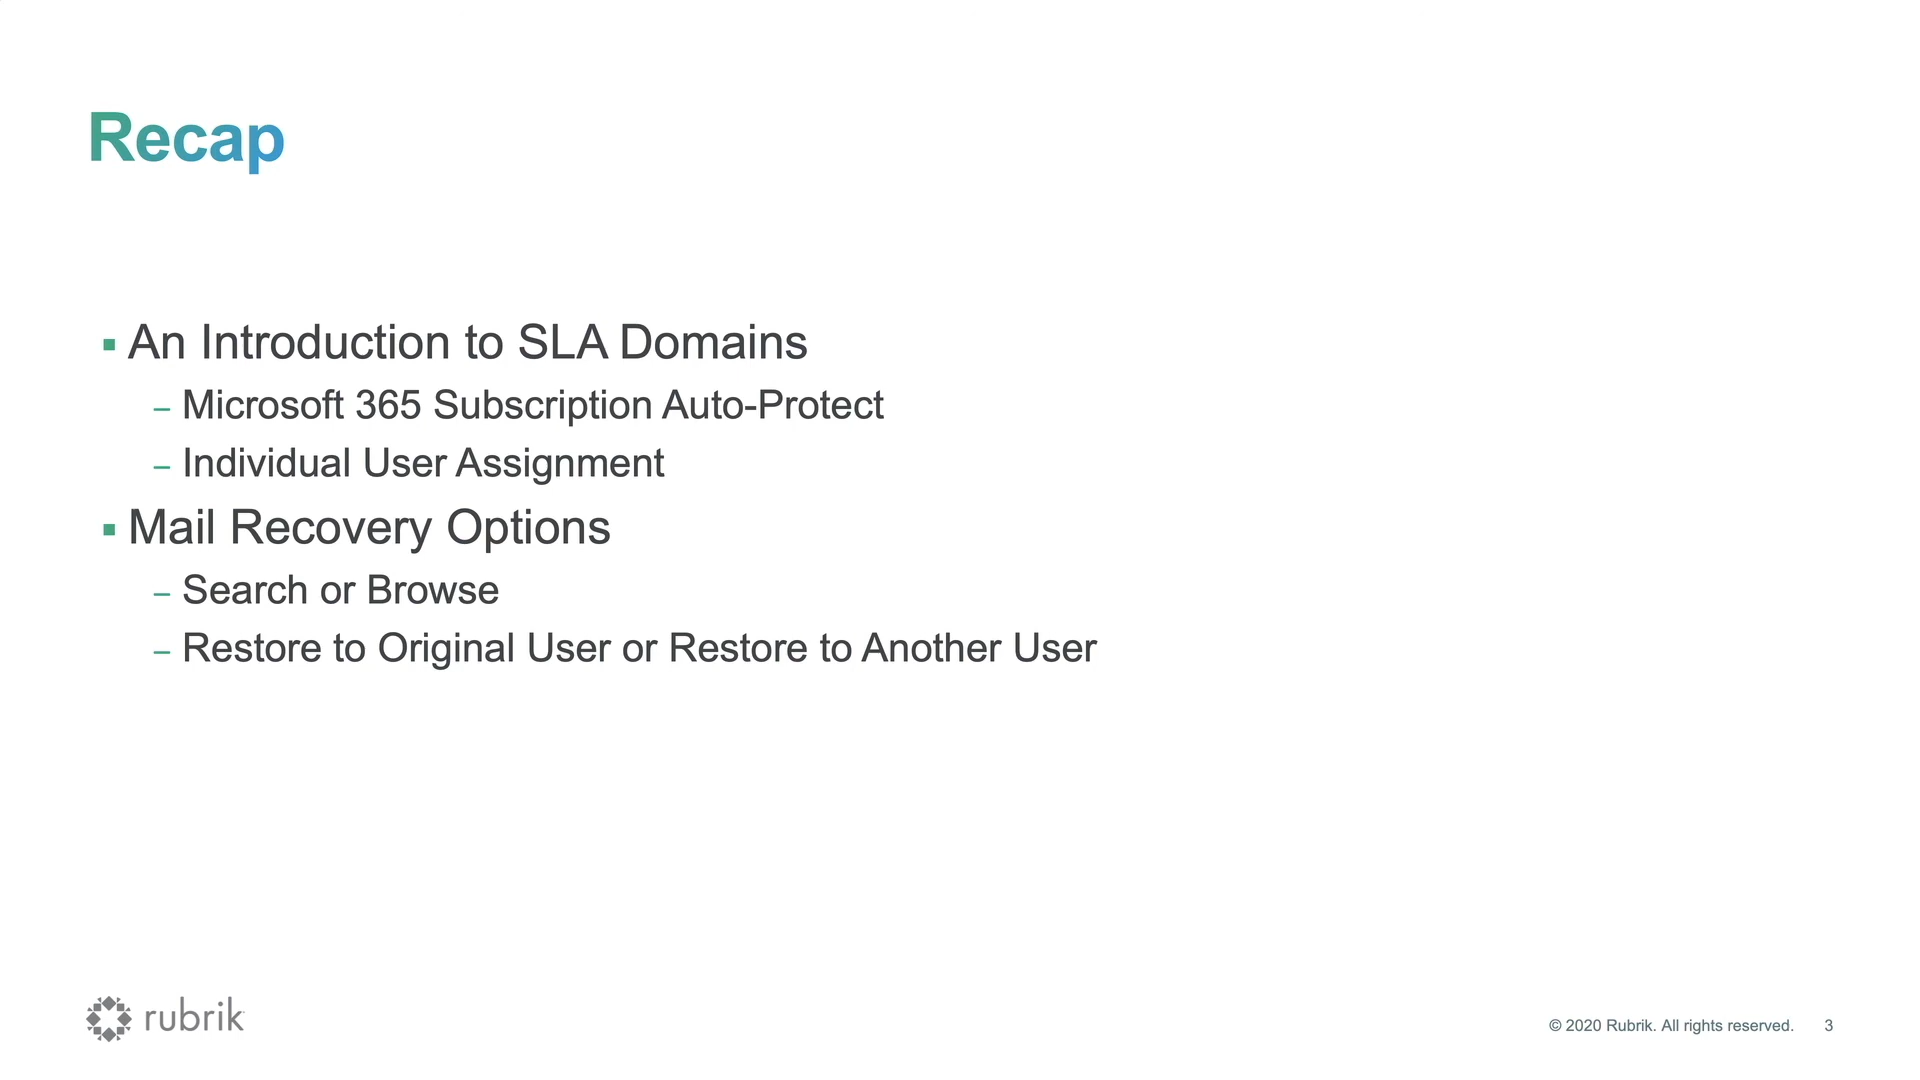 Recap
▪ An Introduction to SLA Domains
– Microsoft 365 Subscription Auto-Protect
– Individual User Assignment
▪ Mail Recovery Options
– Search or Browse
– Restore to Original User or Restore to Another User
rubrik
© 2020 Rubrik. All rights reserved. 3